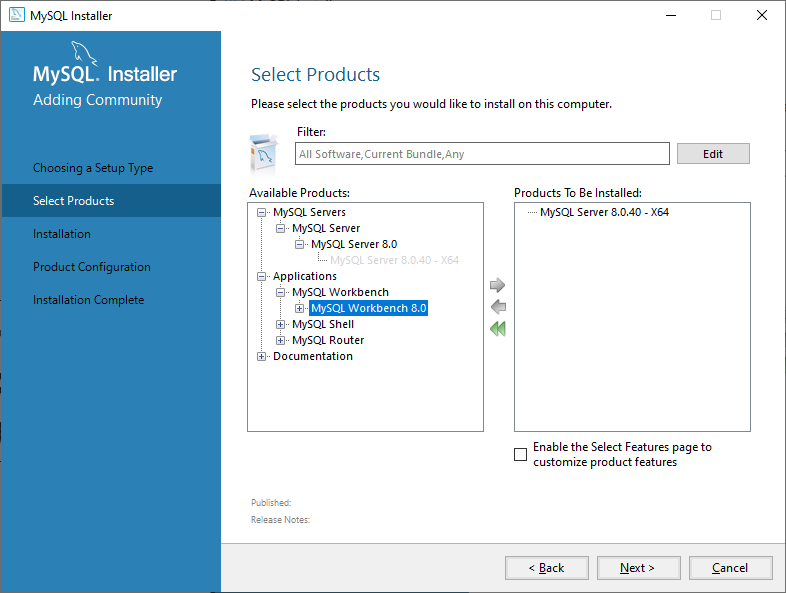 MySQL Installer
MySQL. Installer
Adding Community
Choosing a Setup Type
Select Products
Installation
Product Configuration
Installation Complete
Select Products
Please select the products you would like to install on this computer.
Filter:
All Software,Current Bundle,Any
Edit
Available Products:
MySQL Servers
MySQL Server
MySQL Server 8.0
MySQL Server 8.0.40 - X64
Applications
MySQL Workbench
MySQL Workbench 8.0
MySQL Shell
MySQL Router
Documentation
Products To Be Installed:
MySQL Server 8.0.40 - X64
Enable the Select Features page to
customize product features
Published:
Release Notes:
< Back
Next >
Cancel